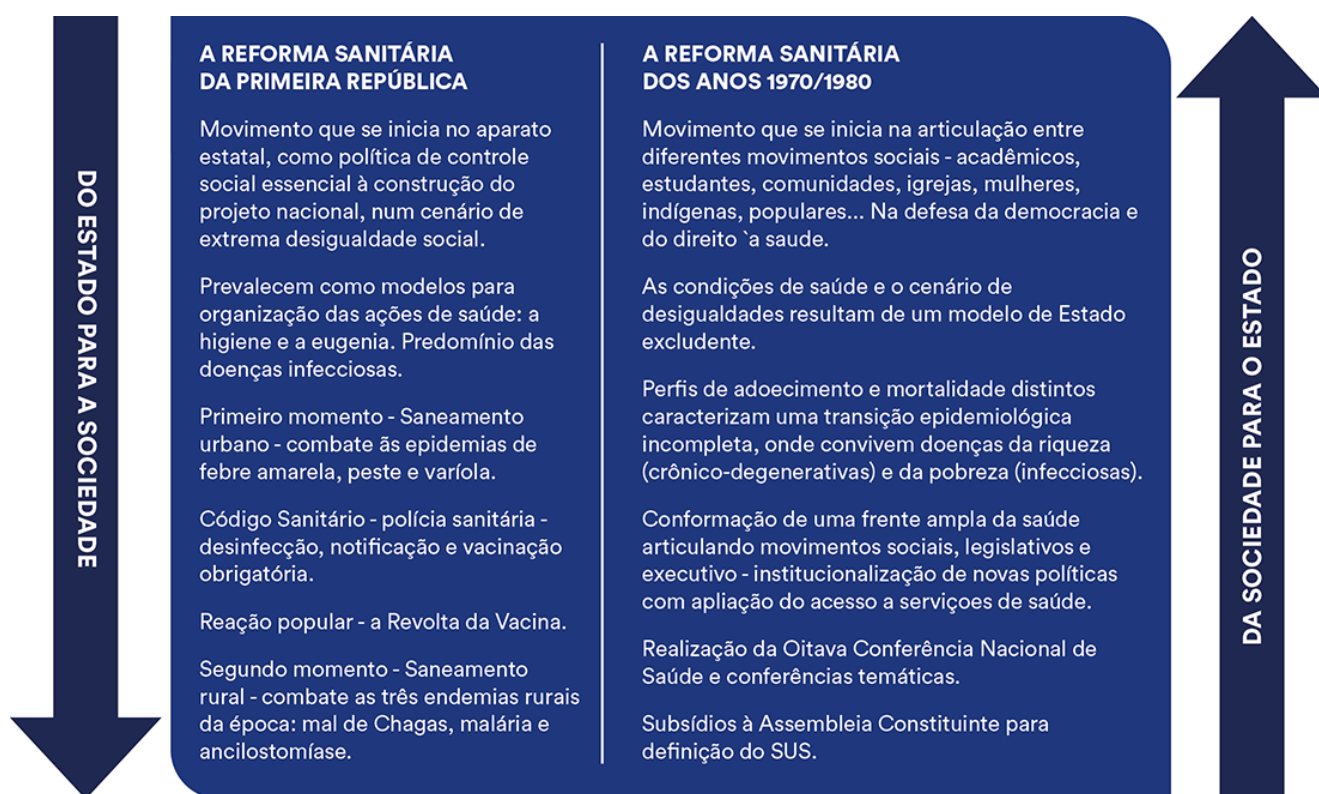 DO ESTADO PARA A SOCIEDADE
A REFORMA SANITÁRIA
DA PRIMEIRA REPÚBLICA
Movimento que se inicia no aparato
estatal, como política de controle
social essencial à construção do
projeto nacional, num cenário de
extrema desigualdade social.
Prevalecem como modelos para
organização das ações de saúde: a
higiene e a eugenia. Predomínio das
doenças infecciosas.
Primeiro momento - Saneamento
urbano - combate ãs epidemias de
febre amarela, peste e varíola.
Código Sanitário - polícia sanitária -
desinfecção, notificação e vacinação
obrigatória.
Reação popular - a Revolta da Vacina.
Segundo momento - Saneamento
rural - combate as três endemias rurais
da época: mal de Chagas, malária e
ancilostomíase.
A REFORMA SANITÁRIA
DOS ANOS 1970/1980
Movimento que se inicia na articulação entre
diferentes movimentos sociais - acadêmicos,
estudantes, comunidades, igrejas, mulheres,
indígenas, populares... Na defesa da democracia e
do direito `a saude.
As condições de saúde e o cenário de
desigualdades resultam de um modelo de Estado
excludente.
Perfis de adoecimento e mortalidade distintos
caracterizam uma transição epidemiológica
incompleta, onde convivem doenças da riqueza
(crônico-degenerativas) e da pobreza (infecciosas).
Conformação de uma frente ampla da saúde
articulando movimentos sociais, legislativos e
executivo - institucionalização de novas políticas
com apliação do acesso a serviçoes de saúde.
Realização da Oitava Conferência Nacional de
Saúde e conferências temáticas.
Subsídios à Assembleia Constituinte para
definição do SUS.
DA SOCIEDADE PARA O ESTADO